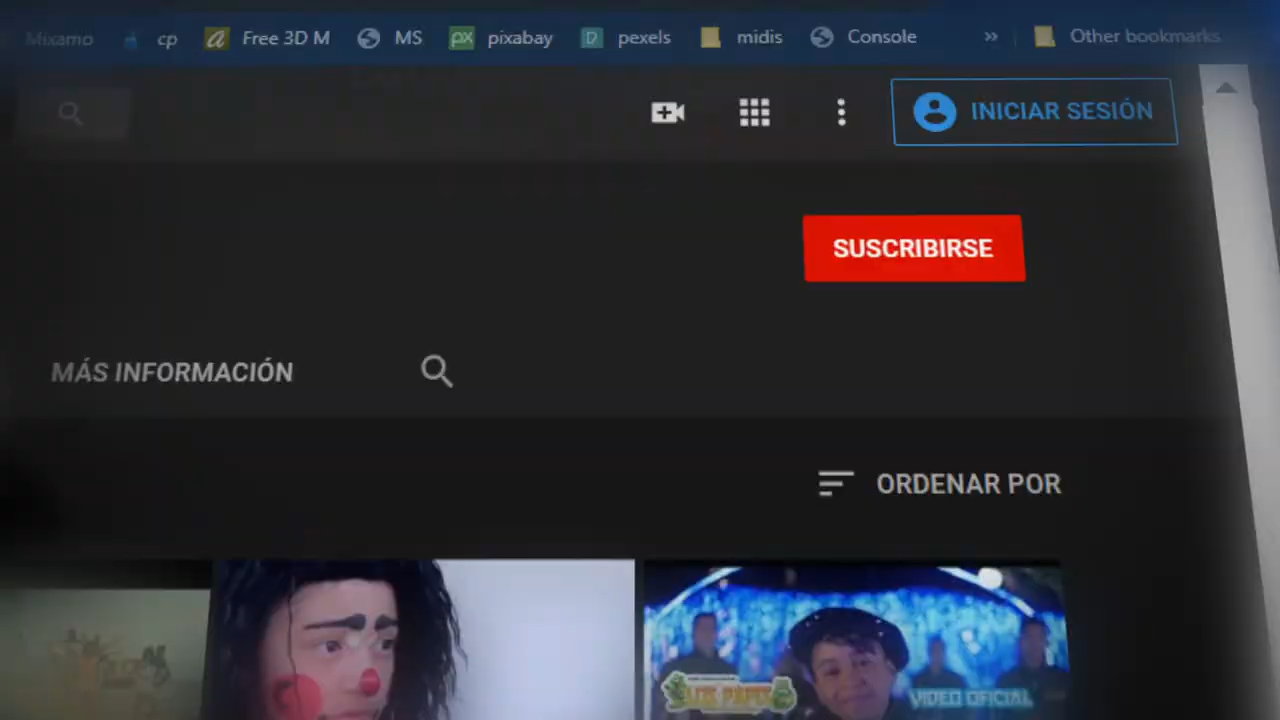 Mixamo cp Free 3D M MS pixabay pexels midis Console » Other bookmarks
INICIAR SESIÓN
SUSCRIBIRSE
MÁS INFORMACIÓN
ORDENAR POR
VIDEO OFICIAL